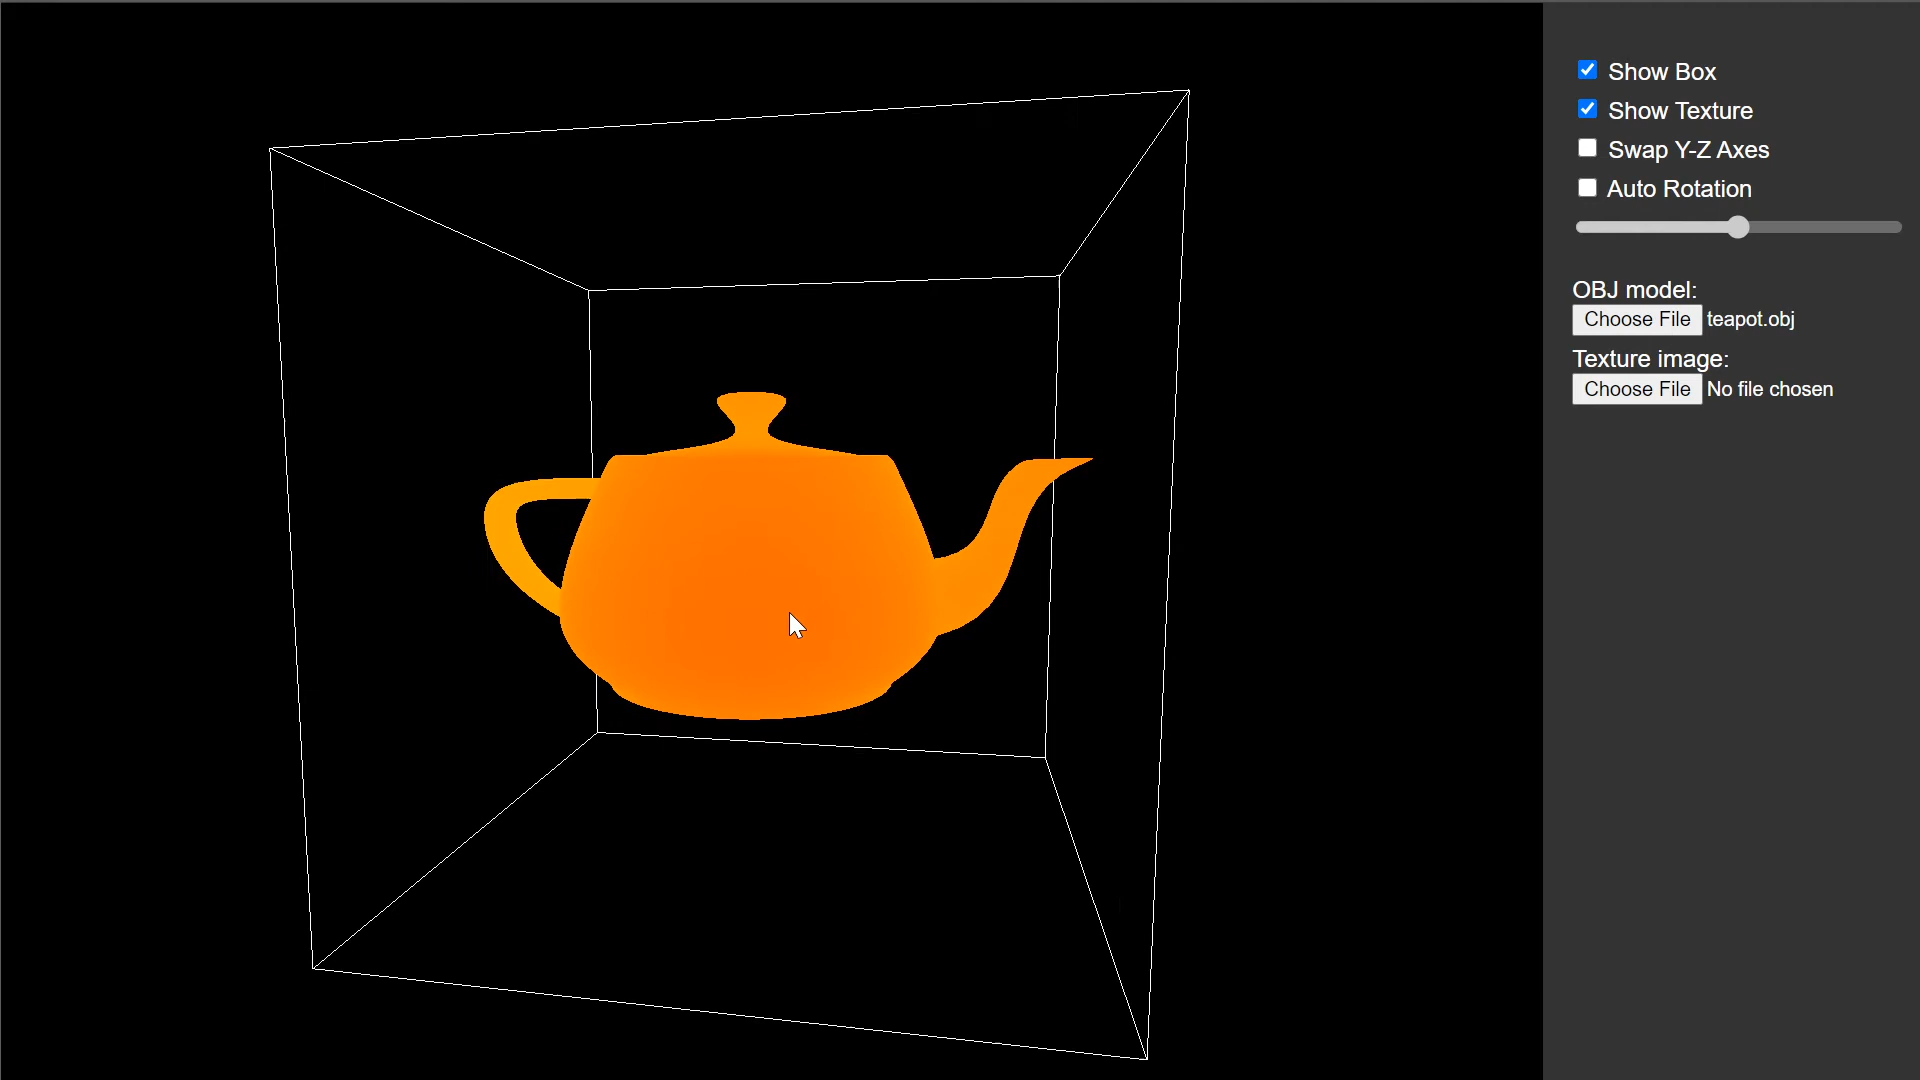 Show Box
Show Texture
Swap Y-Z Axes
Auto Rotation
OBJ model:
Choose File teapot.obj
Texture image:
Choose File No file chosen